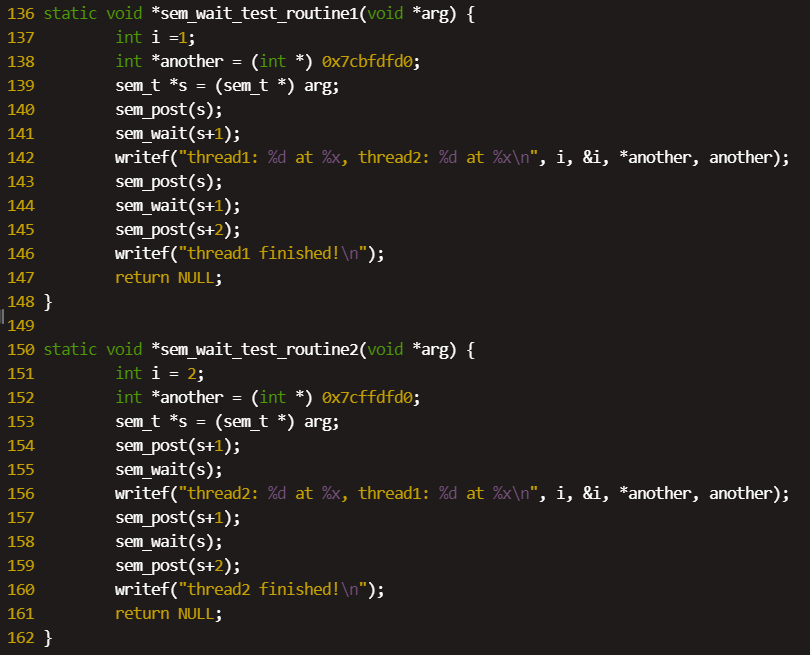 136 static void *sem_wait_test_routine1(void *arg) {
137         int i =1;
138         int *another = (int *) 0x7cbfdfd0;
139         sem_t *s = (sem_t *) arg;
140         sem_post(s);
141         sem_wait(s+1);
142         writef("thread1: %d at %x, thread2: %d at %x\n", i, &i, *another, another);
143         sem_post(s);
144         sem_wait(s+1);
145         sem_post(s+2);
146         writef("thread1 finished!\n");
147         return NULL;
148 }
149
150 static void *sem_wait_test_routine2(void *arg) {
151         int i = 2;
152         int *another = (int *) 0x7cffdfd0;
153         sem_t *s = (sem_t *) arg;
154         sem_post(s+1);
155         sem_wait(s);
156         writef("thread2: %d at %x, thread1: %d at %x\n", i, &i, *another, another);
157         sem_post(s+1);
158         sem_wait(s);
159         sem_post(s+2);
160         writef("thread2 finished!\n");
161         return NULL;
162 }